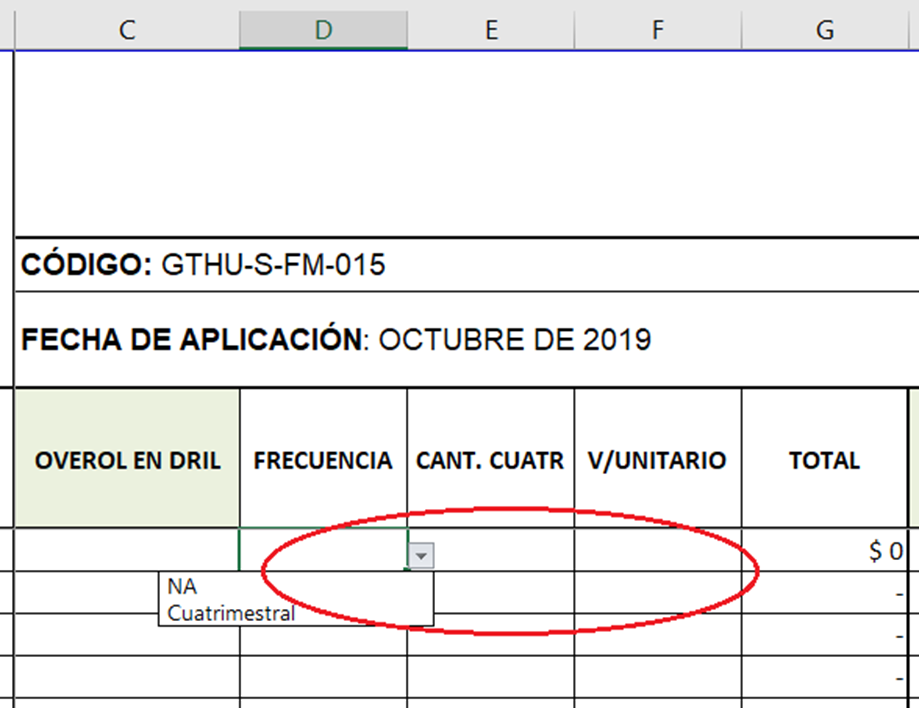 C D E F G
CÓDIGO: GTHU-S-FM-015
FECHA DE APLICACIÓN: OCTUBRE DE 2019
OVEROL EN DRIL FRECUENCIA CANT. CUATR V/UNITARIO TOTAL
$ 0
NA -
Cuatrimestral
-
-